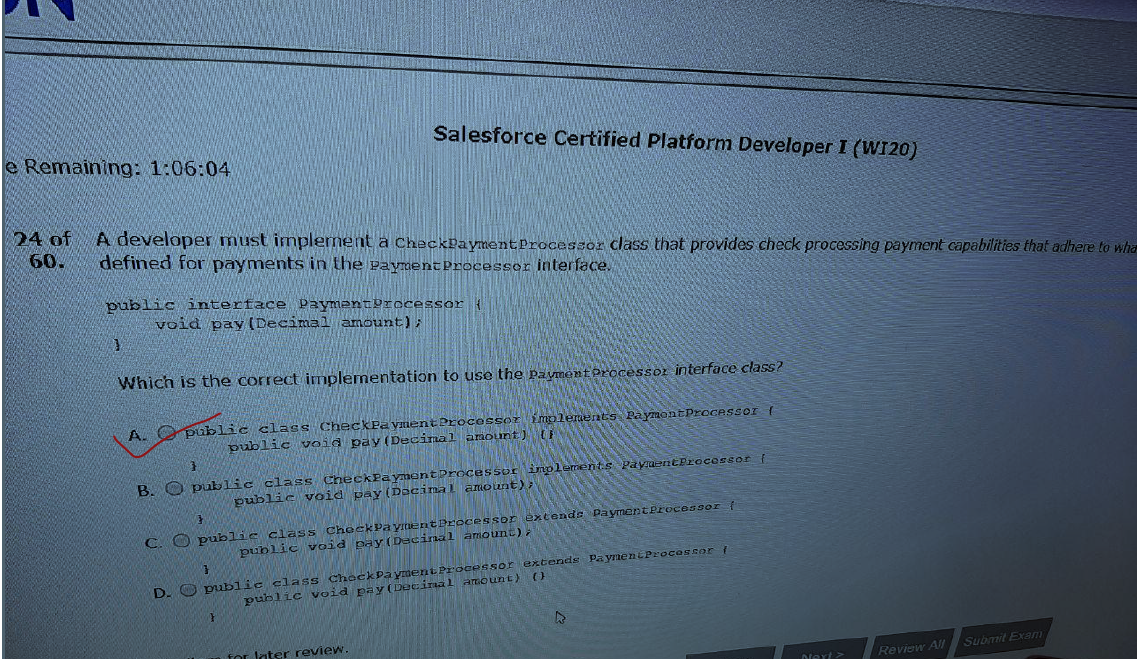 Salesforce Certified Platform Developer I (WI20)
e Remaining: 1:06:04
24 of 60. A developer must implement a CheckPaymentProcessor class that provides check processing payment capabilities that adhere to wha
defined for payments in the PaymentProcessor interface.
public interface PaymentProcessor {
void pay(Decimal amount);
}
Which is the correct implementation to use the PaymentProcessor interface class?
A. public class CheckPaymentProcessor implements PaymentProcessor {
public void pay(Decimal amount) {}
}
B. public class CheckPaymentProcessor implements PaymentProcessor {
public void pay(Decimal amount);
}
C. public class CheckPaymentProcessor extends PaymentProcessor {
public void pay(Decimal amount);
}
D. public class CheckPaymentProcessor extends PaymentProcessor {
public void pay(Decimal amount) {}
}
for later review.
Next > Review All Submit Exam